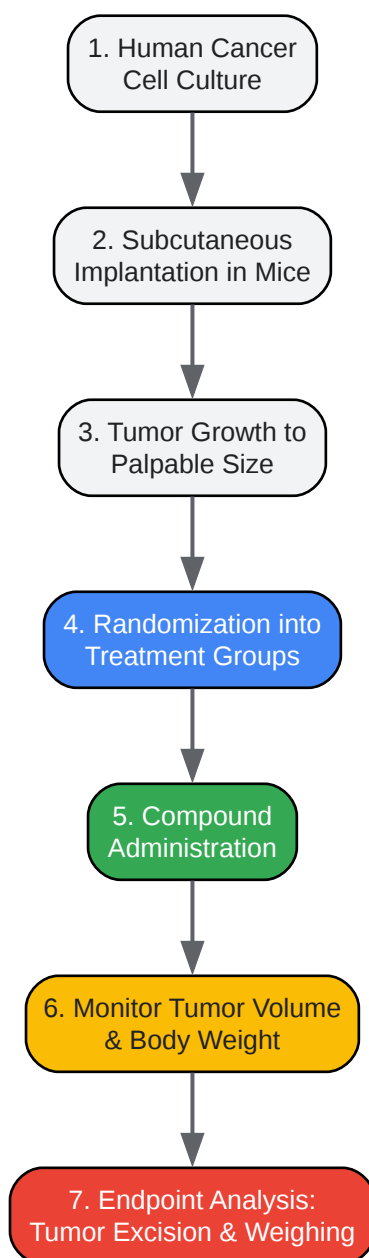 1. Human Cancer
Cell Culture
2. Subcutaneous
Implantation in Mice
3. Tumor Growth to
Palpable Size
4. Randomization into
Treatment Groups
5. Compound
Administration
6. Monitor Tumor Volume
& Body Weight
7. Endpoint Analysis:
Tumor Excision & Weighing